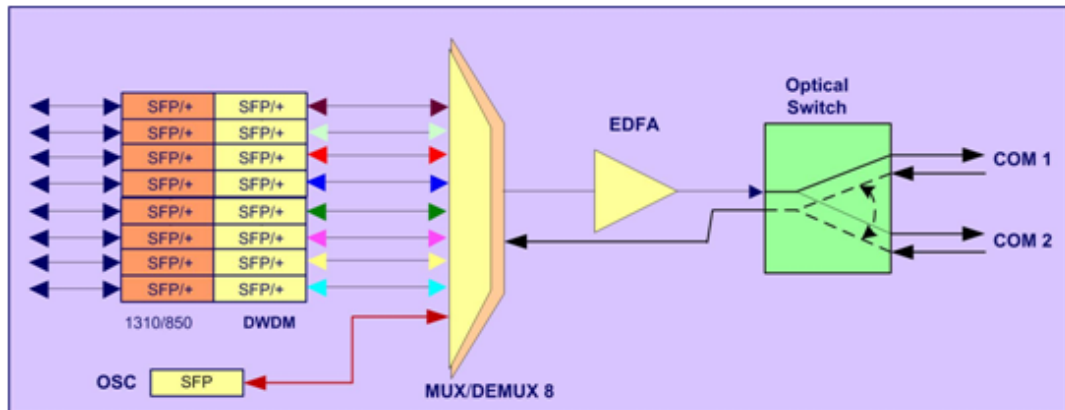 Optical
Switch
EDFA
SFP/+ SFP/+
SFP/+ SFP/+
SFP/+ SFP/+
SFP/+ SFP/+
SFP/+ SFP/+
SFP/+ SFP/+
SFP/+ SFP/+
SFP/+ SFP/+
COM 1
COM 2
1310/850 DWDM
OSC SFP
MUX/DEMUX 8